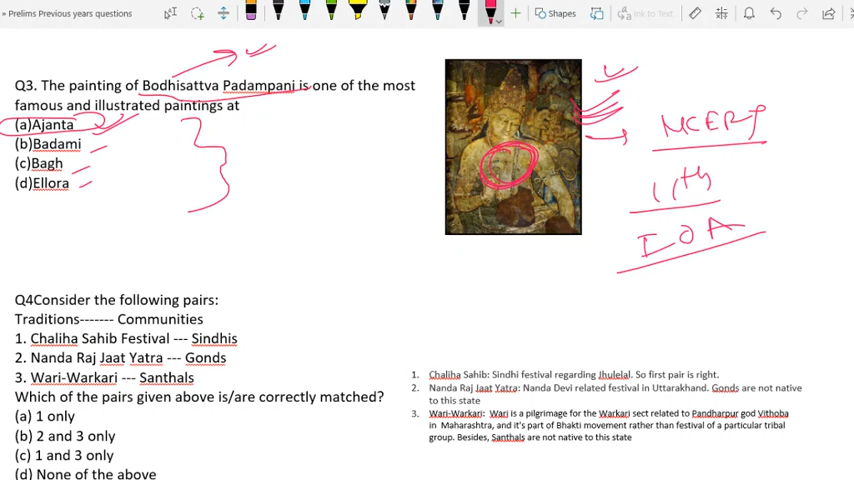 » Prelims Previous years questions
Shapes
Ink to Text
Q3. The painting of Bodhisattva Padampani is one of the most
famous and illustrated paintings at
(a)Ajanta
(b)Badami
(c)Bagh
(d)Ellora
NCERT
11th
IOA
Q4Consider the following pairs:
Traditions------- Communities
1. Chaliha Sahib Festival --- Sindhis
2. Nanda Raj Jaat Yatra --- Gonds
3. Wari-Warkari --- Santhals
Which of the pairs given above is/are correctly matched?
(a) 1 only
(b) 2 and 3 only
(c) 1 and 3 only
(d) None of the above
1. Chaliha Sahib: Sindhi festival regarding Jhulelal. So first pair is right.
2. Nanda Raj Jaat Yatra: Nanda Devi related festival in Uttarakhand. Gonds are not native
to this state
3. Wari-Warkari: Wari is a pilgrimage for the Warkari sect related to Pandharpur god Vithoba
in Maharashtra, and it's part of Bhakti movement rather than festival of a particular tribal
group. Besides, Santhals are not native to this state